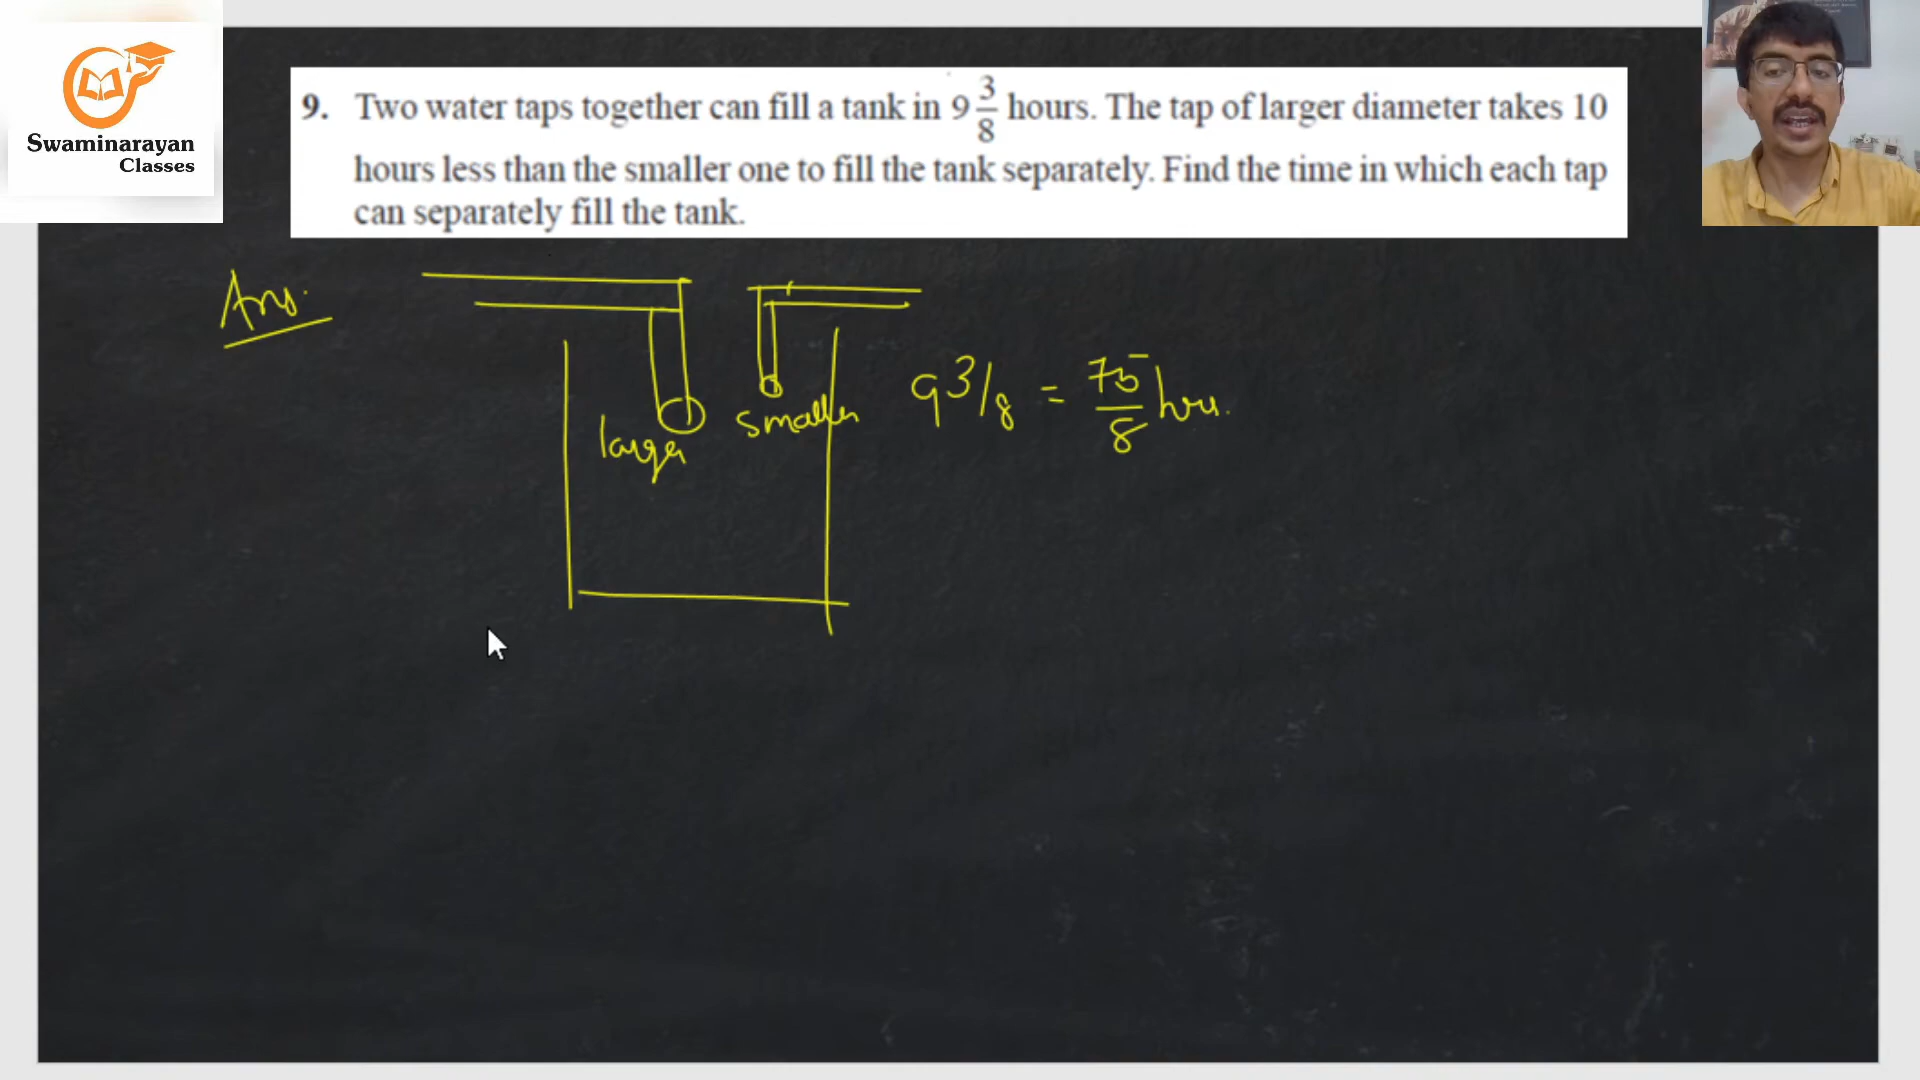 Swaminarayan
Classes
9. Two water taps together can fill a tank in 9 3/8 hours. The tap of larger diameter takes 10
hours less than the smaller one to fill the tank separately. Find the time in which each tap
can separately fill the tank.
Ans.
larger
smaller
9 3/8 = 75/8 hrs.